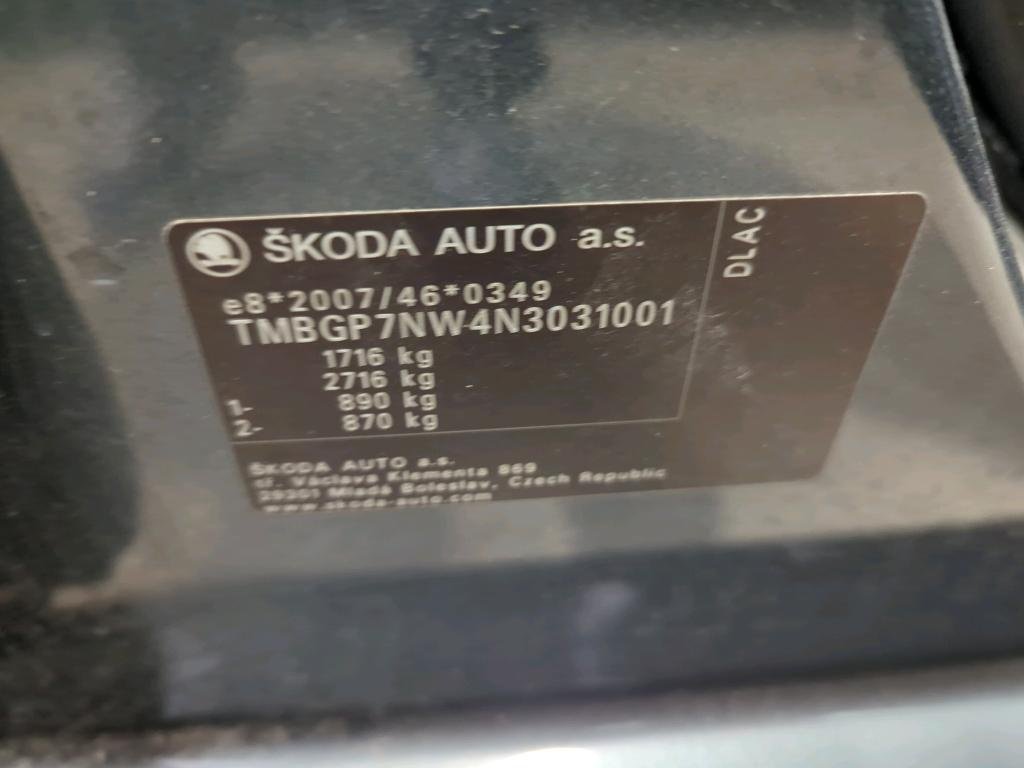 ŠKODA AUTO a.s.
DLAC
e8*2007/46*0349
TMBGP7NW4N3031001
1716 kg
2716 kg
1- 890 kg
2- 870 kg
ŠKODA AUTO a.s.
tř. Václava Klementa 869
29301 Mladá Boleslav, Czech Republic
www.skoda-auto.com